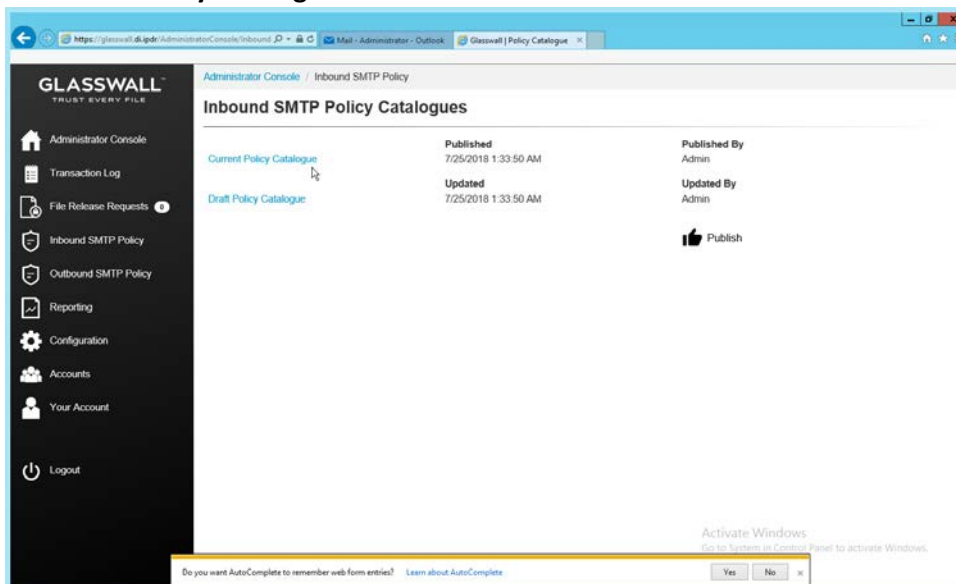 https://glasswall.di.ipdr/AdministratorConsole/Inbound
Mail - Administrator - Outlook
Glasswall | Policy Catalogue
GLASSWALL
TRUST EVERY FILE
Administrator Console / Inbound SMTP Policy
Inbound SMTP Policy Catalogues
Administrator Console
Transaction Log
File Release Requests 0
Inbound SMTP Policy
Outbound SMTP Policy
Reporting
Configuration
Accounts
Your Account
Logout
Published
Published By
Current Policy Catalogue
7/25/2018 1:33:50 AM
Admin
Updated
Updated By
Draft Policy Catalogue
7/25/2018 1:33:50 AM
Admin
Publish
Activate Windows
Go to System in Control Panel to activate Windows.
Do you want AutoComplete to remember web form entries? Learn about AutoComplete
Yes
No